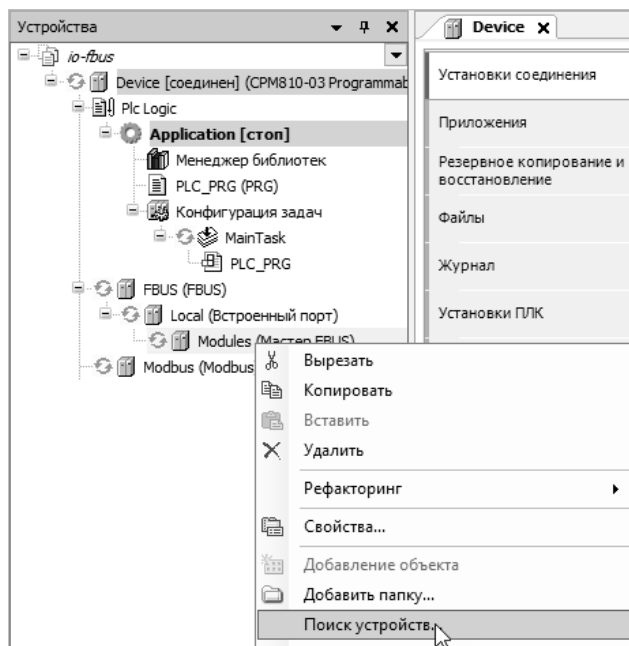 Устройства
io-fbus
Device [соединен] (CPM810-03 Programmab
Plc Logic
Application [стоп]
Менеджер библиотек
PLC_PRG (PRG)
Конфигурация задач
MainTask
PLC_PRG
FBUS (FBUS)
Local (Встроенный порт)
Modules (Мастер FBUS)
Modbus (Modbus
Device
Установки соединения
Приложения
Резервное копирование и
восстановление
Файлы
Журнал
Установки ПЛК
Вырезать
Копировать
Вставить
Удалить
Рефакторинг
Свойства...
Добавление объекта
Добавить папку...
Поиск устройств...